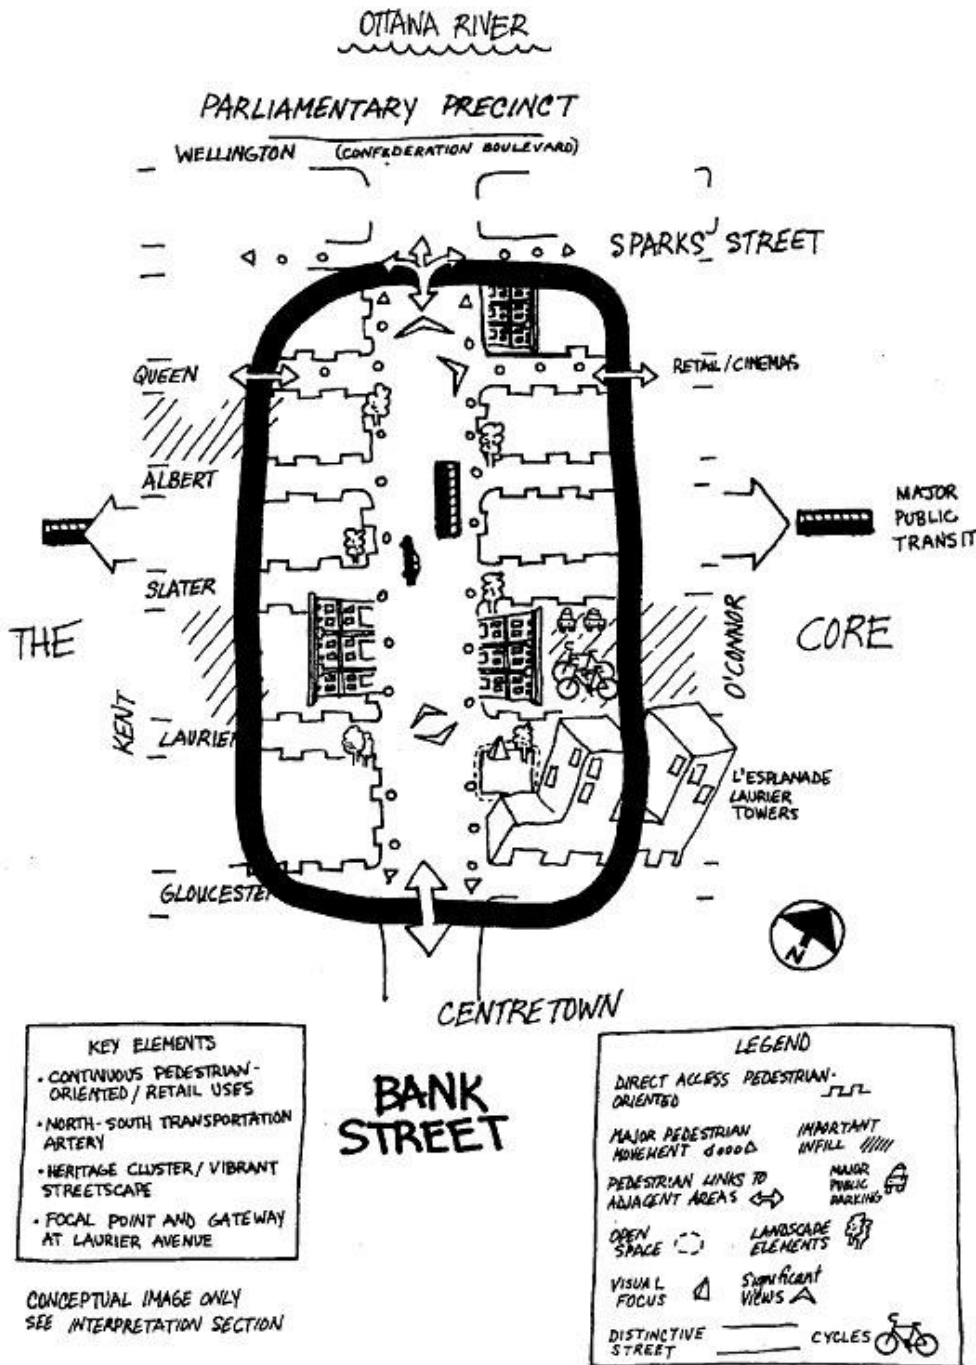 OTTANA RIVER
PARLIAMENTARY PRECINCT
WELLINGTON (CONFEDERATION BOULEVARD)
SPARKS STREET
QUEEN
RETAIL/CINEMAS
ALBERT
MAJOR
PUBLIC
TRANSIT
SLATER
THE
CORE
O'CONNOR
KENT
LAURIER
L'ESPLANADE
LAURIER
TOWERS
GLOUCESTER
N
CENTRETOWN
BANK
STREET
KEY ELEMENTS
• CONTINUOUS PEDESTRIAN-
ORIENTED / RETAIL USES
• NORTH-SOUTH TRANSPORTATION
ARTERY
• HERITAGE CLUSTER/ VIBRANT
STREETSCAPE
• FOCAL POINT AND GATEWAY
AT LAURIER AVENUE
CONCEPTUAL IMAGE ONLY
SEE INTERPRETATION SECTION
LEGEND
DIRECT ACCESS PEDESTRIAN-
ORIENTED
MAJOR PEDESTRIAN
MOVEMENT
IMPORTANT
INFILL
PEDESTRIAN LINKS TO
ADJACENT AREAS
MAJOR
PUBLIC
PARKING
OPEN
SPACE
LANDSCAPE
ELEMENTS
VISUAL
FOCUS
Significant
VIEWS
DISTINCTIVE
STREET
CYCLES